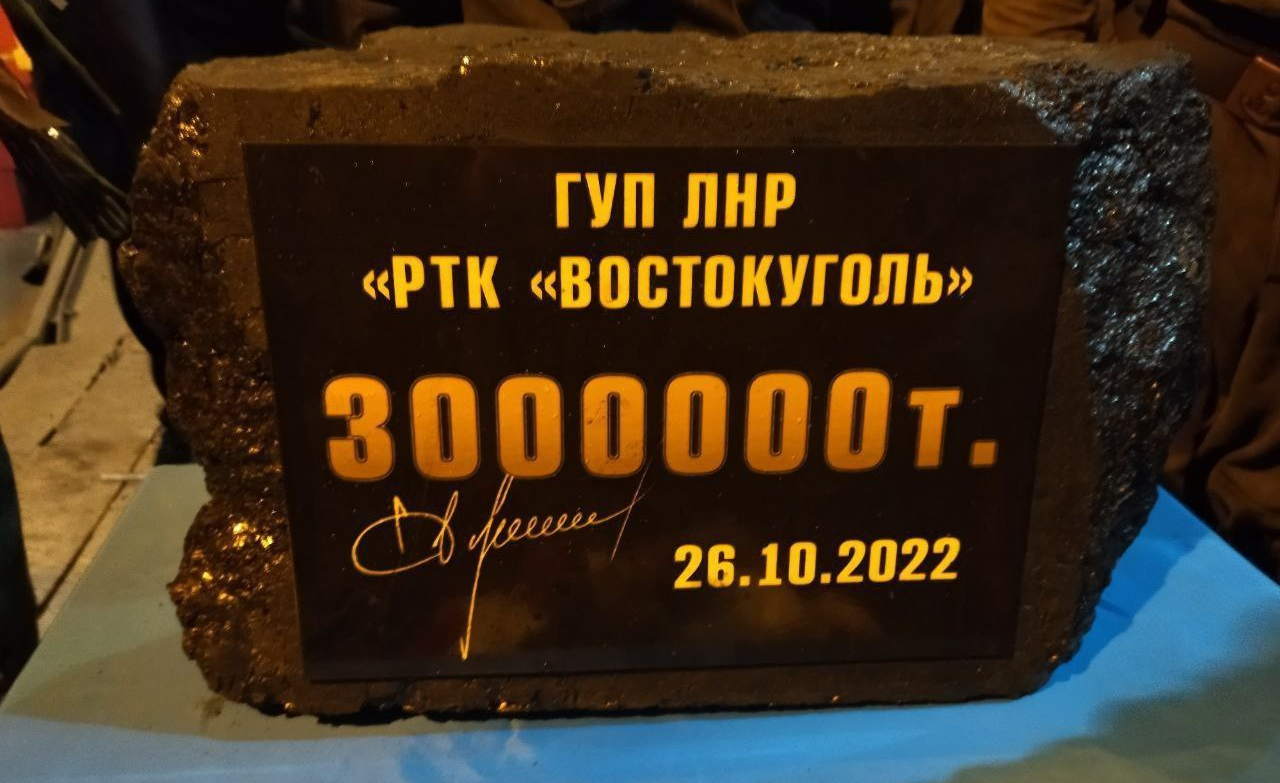 ГУП ЛНР
«РТК «ВОСТОКУГОЛЬ»
3000000т.
26.10.2022